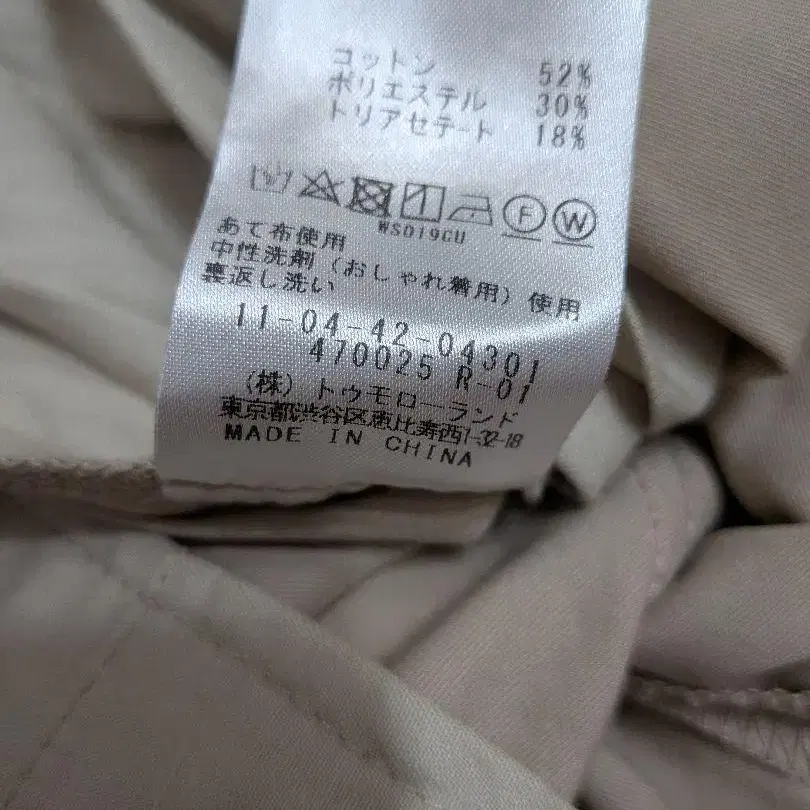 コットン 52%
ポリエステル 30%
トリアセテート 18%
WS019CU
あて布使用
中性洗剤（おしゃれ着用）使用
裏返し洗い
11-04-42-04301
470025 R-01
（株）トゥモローランド
東京都渋谷区恵比寿西1-32-18
MADE IN CHINA